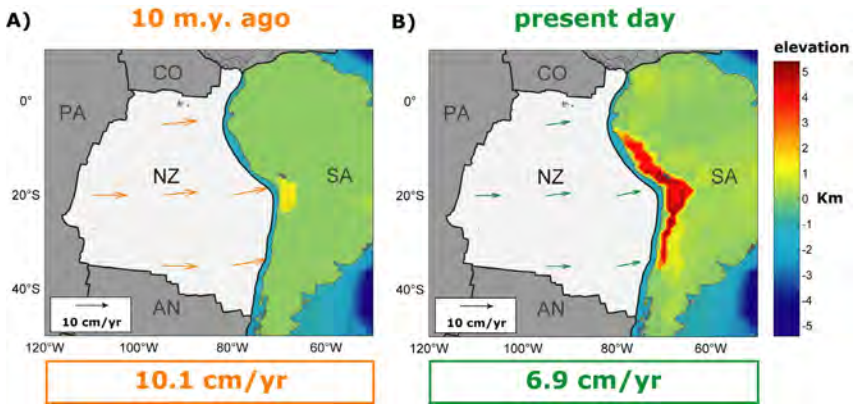 10 m.y. ago
present day
A)
B)
elevation
CO
CO
5
4
3
2
1
0
-1
-2
-3
-4
-5
Km
0°
20°S
40°S
0°
20°S
40°S
PA
PA
NZ
NZ
SA
SA
AN
AN
10 cm/yr
10 cm/yr
120°W
100°W
80°W
60°W
120°W
100°W
80°W
60°W
10.1 cm/yr
6.9 cm/yr